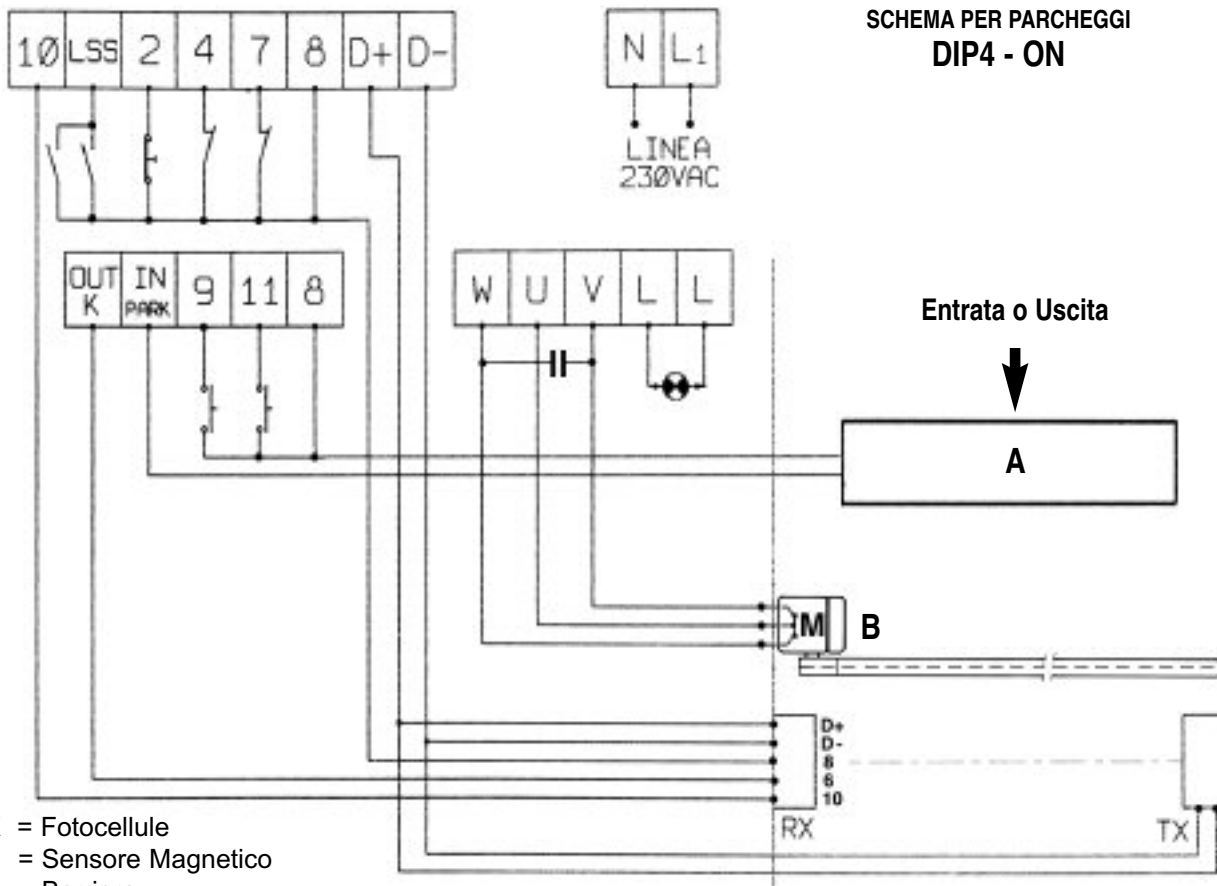 SCHEMA PER PARCHEGGI
DIP4 - ON
10 LSS 2 4 7 8 D+ D-
N L1
LINEA
230VAC
OUT K IN PARK 9 11 8
W U V L L
Entrata o Uscita
A
M B
D+
D-
8
6
10
RX TX
= Fotocellule
= Sensore Magnetico